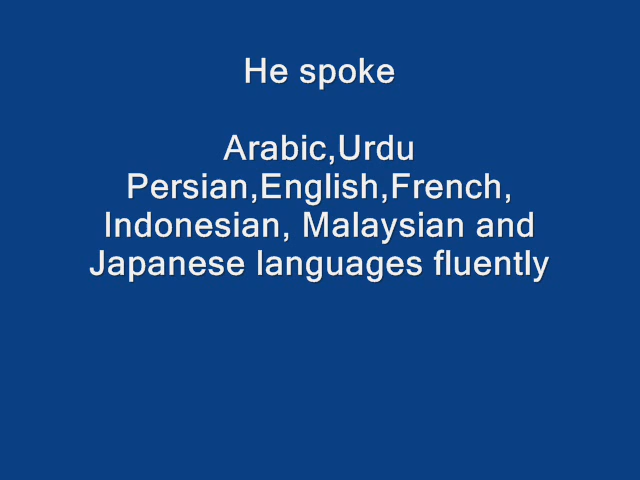 He spoke
Arabic,Urdu
Persian,English,French,
Indonesian, Malaysian and
Japanese languages fluently